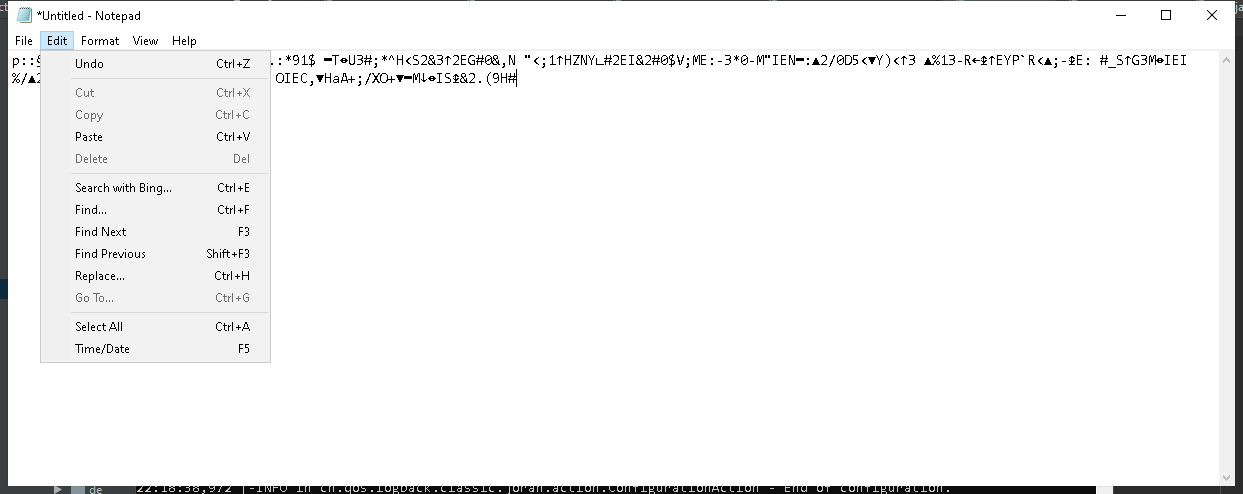 *Untitled - Notepad
File Edit Format View Help
p::
.:*91$ ━T◆U3#;*^H<S2&3↑2EG#0&,N "<;1↑HZNY∟#2EI&2#0$V;ME:-3*0-M"IEN━:▲2/0D5<▼Y)<↑3 ▲%13-R←⇭↑EYP`R<▲;-⇭E: #_S↑G3M◆IEI
%/▲2
OIEC,▼HaA+;/XO+▼━M↓◆IS⇭&2.(9H#
Undo Ctrl+Z
Cut Ctrl+X
Copy Ctrl+C
Paste Ctrl+V
Delete Del
Search with Bing... Ctrl+E
Find... Ctrl+F
Find Next F3
Find Previous Shift+F3
Replace... Ctrl+H
Go To... Ctrl+G
Select All Ctrl+A
Time/Date F5
de
22:18:38,972 |-INFO in ch.qos.logback.classic.joran.action.ConfigurationAction - End of configuration.